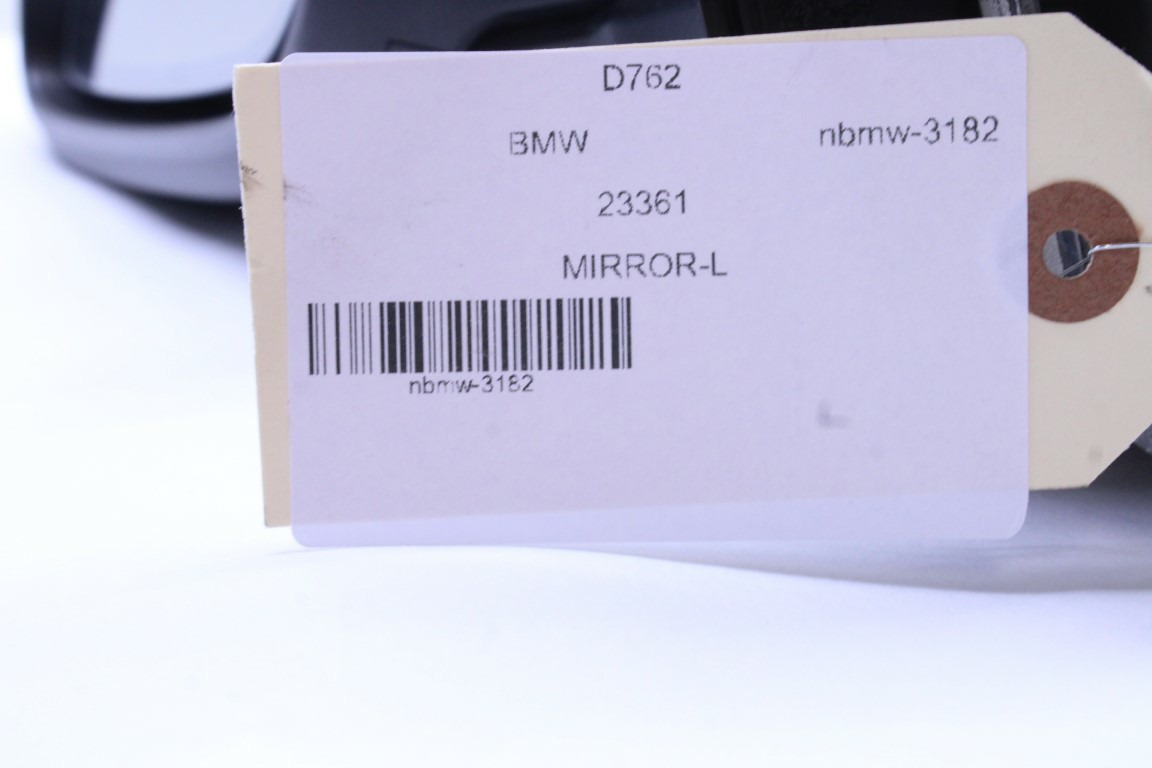 D762
BMW nbmw-3182
23361
MIRROR-L
nbmw-3182